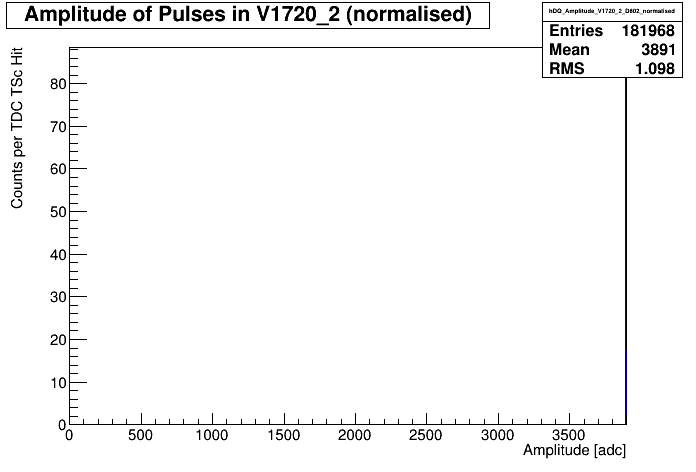 Amplitude of Pulses in V1720_2 (normalised)
hDQ_Amplitude_V1720_2_D602_normalised
Entries 181968
Mean 3891
RMS 1.098
Counts per TDC TSc Hit
80
70
60
50
40
30
20
10
0
0 500 1000 1500 2000 2500 3000 3500
Amplitude [adc]